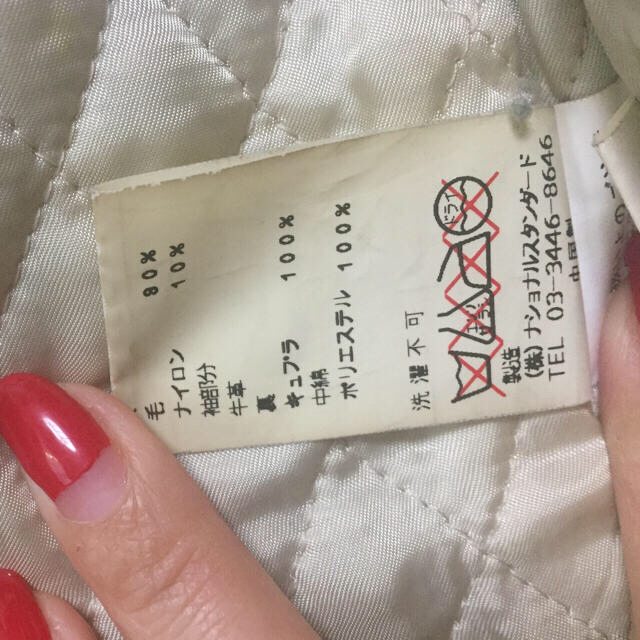 毛 80%
ナイロン 10%
袖部分
牛革
裏
キュプラ 100%
中綿
ポリエステル 100%
洗濯不可
ドライ
製造
(株)ナショナルスタンダード
TEL 03-3446-8646
中国製